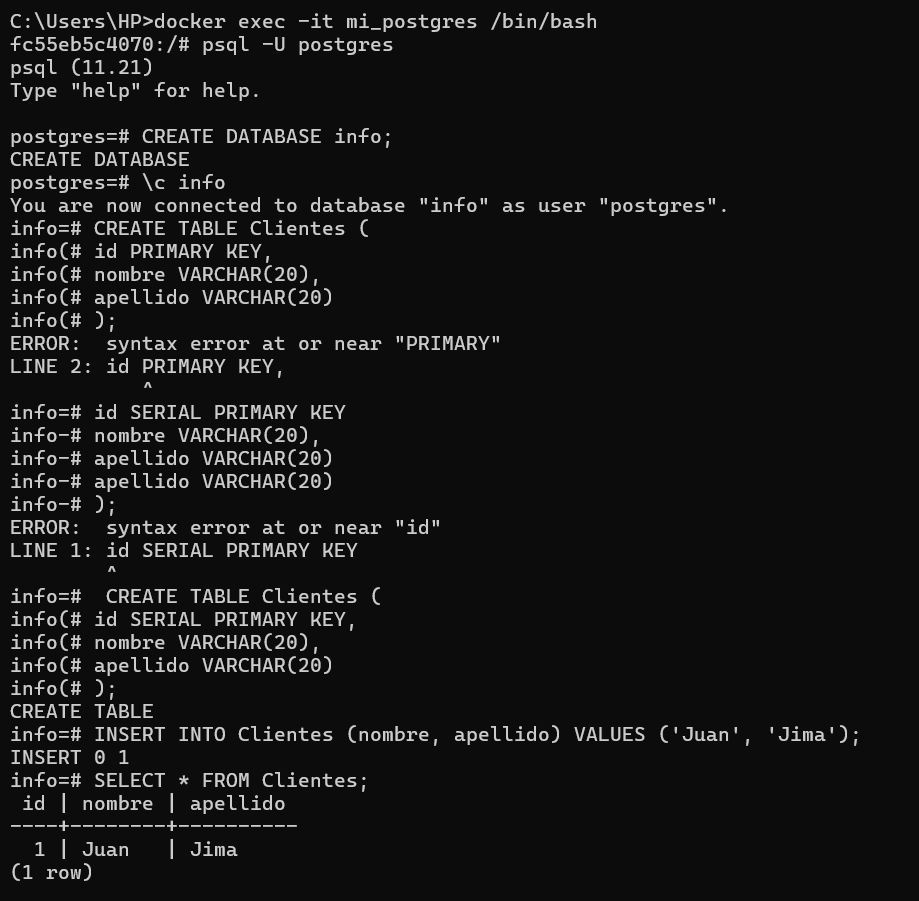 C:\Users\HP>docker exec -it mi_postgres /bin/bash
fc55eb5c4070:/# psql -U postgres
psql (11.21)
Type "help" for help.

postgres=# CREATE DATABASE info;
CREATE DATABASE
postgres=# \c info
You are now connected to database "info" as user "postgres".
info=# CREATE TABLE Clientes (
info(# id PRIMARY KEY,
info(# nombre VARCHAR(20),
info(# apellido VARCHAR(20)
info(# );
ERROR:  syntax error at or near "PRIMARY"
LINE 2: id PRIMARY KEY,
           ^
info=# id SERIAL PRIMARY KEY
info-# nombre VARCHAR(20),
info-# apellido VARCHAR(20)
info-# apellido VARCHAR(20)
info-# );
ERROR:  syntax error at or near "id"
LINE 1: id SERIAL PRIMARY KEY
        ^
info=#  CREATE TABLE Clientes (
info(# id SERIAL PRIMARY KEY,
info(# nombre VARCHAR(20),
info(# apellido VARCHAR(20)
info(# );
CREATE TABLE
info=# INSERT INTO Clientes (nombre, apellido) VALUES ('Juan', 'Jima');
INSERT 0 1
info=# SELECT * FROM Clientes;
 id | nombre | apellido
----+--------+----------
  1 | Juan   | Jima
(1 row)